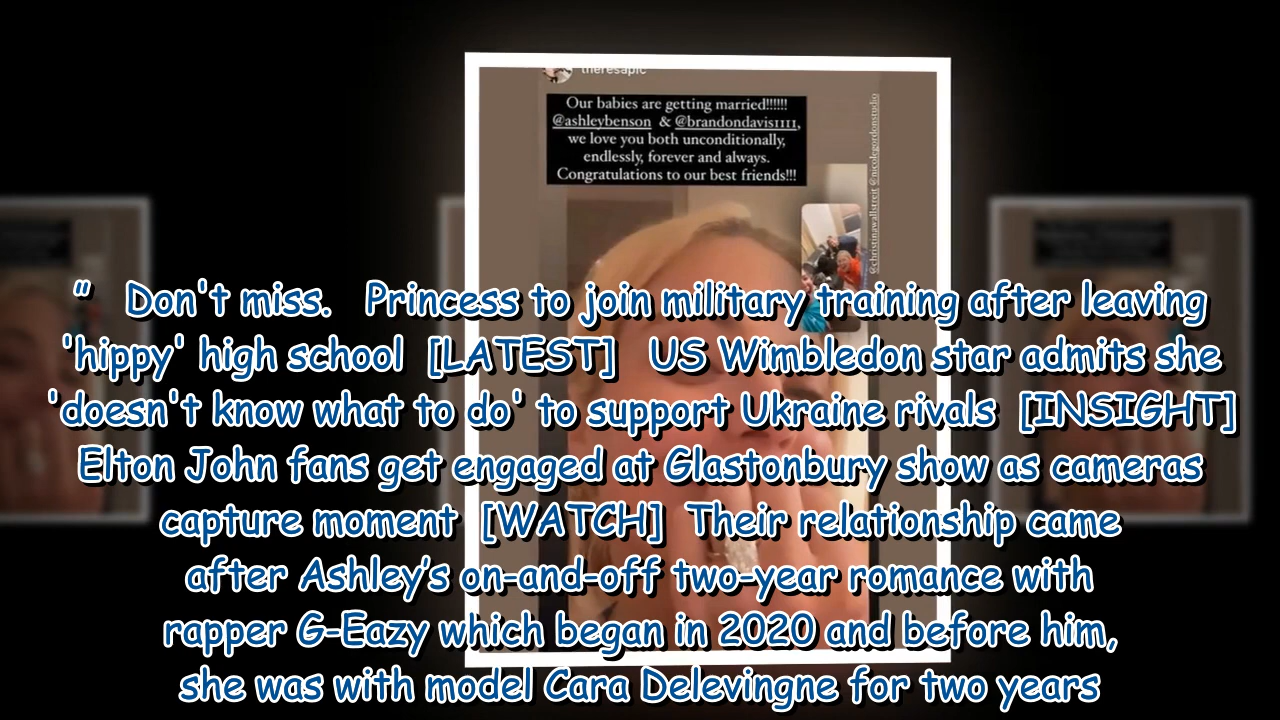 theresapic
Our babies are getting married!!!!!!
@ashleybenson & @brandondavis1111,
we love you both unconditionally,
endlessly, forever and always.
Congratulations to our best friends!!!
@christinawallstreit @nicolegordonstudio
” Don't miss. Princess to join military training after leaving
'hippy' high school [LATEST] US Wimbledon star admits she
'doesn't know what to do' to support Ukraine rivals [INSIGHT]
Elton John fans get engaged at Glastonbury show as cameras
capture moment [WATCH] Their relationship came
after Ashley’s on-and-off two-year romance with
rapper G-Eazy which began in 2020 and before him,
she was with model Cara Delevingne for two years